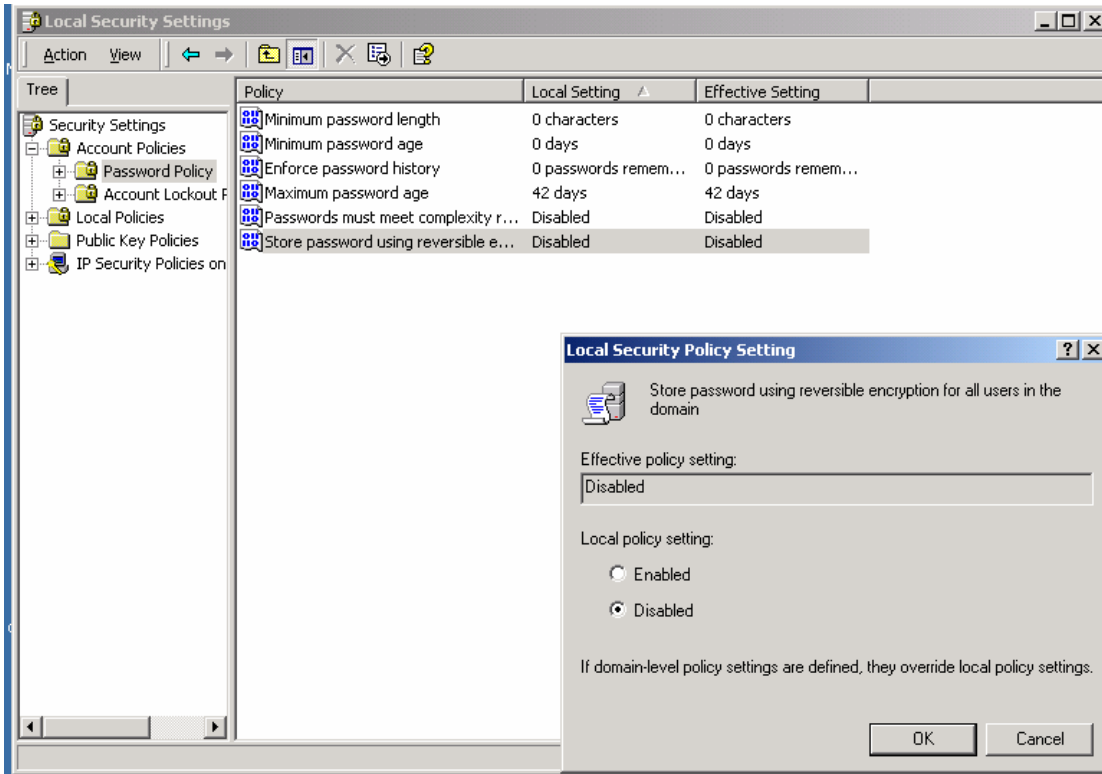 Local Security Settings
Action View
Tree
Policy Local Setting Effective Setting
Security Settings
Account Policies
Password Policy
Account Lockout P
Local Policies
Public Key Policies
IP Security Policies on
Minimum password length 0 characters 0 characters
Minimum password age 0 days 0 days
Enforce password history 0 passwords remem... 0 passwords remem...
Maximum password age 42 days 42 days
Passwords must meet complexity r... Disabled Disabled
Store password using reversible e... Disabled Disabled
Local Security Policy Setting
Store password using reversible encryption for all users in the
domain
Effective policy setting:
Disabled
Local policy setting:
Enabled
Disabled
If domain-level policy settings are defined, they override local policy settings.
OK Cancel